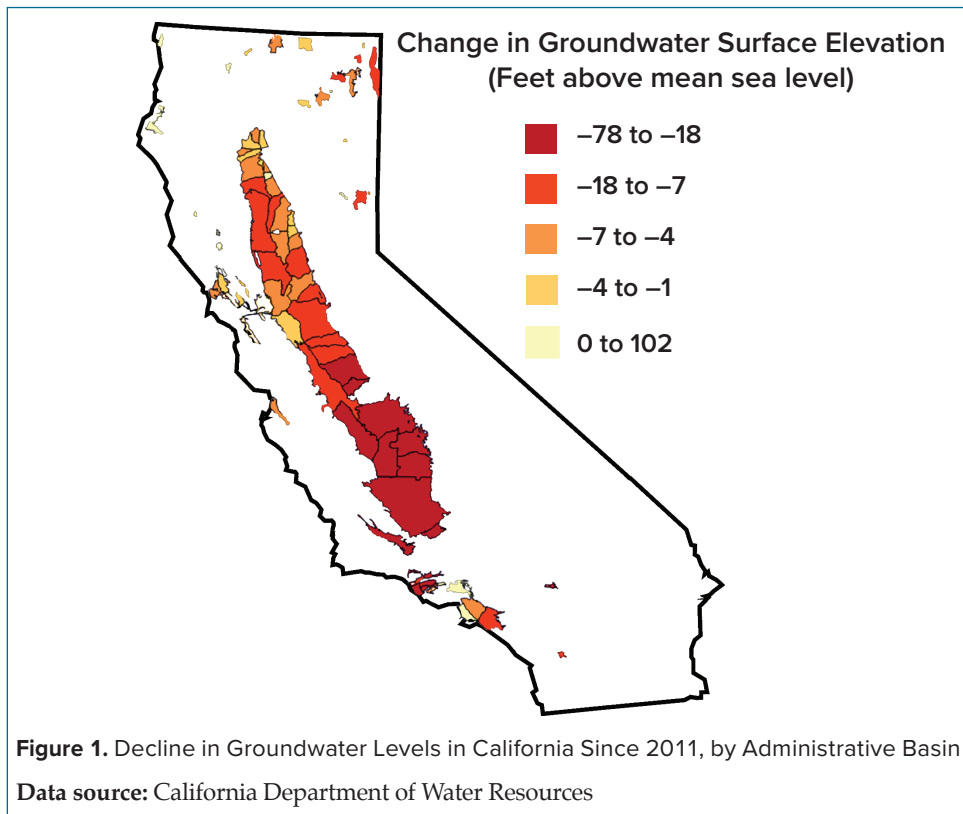 Change in Groundwater Surface Elevation
(Feet above mean sea level)
–78 to –18
–18 to –7
–7 to –4
–4 to –1
0 to 102
Figure 1. Decline in Groundwater Levels in California Since 2011, by Administrative Basin
Data source: California Department of Water Resources